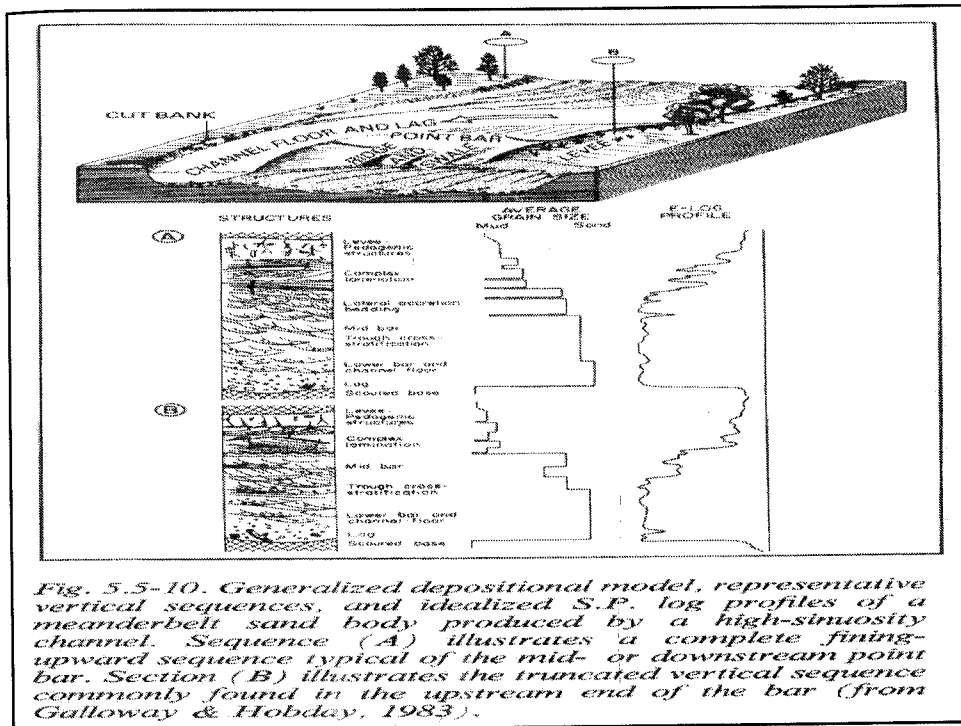 A
B
CUT BANK
CHANNEL FLOOR AND LAG
POINT BAR
RIDGE
AND
SWALE
LEVEE
STRUCTURES
AVERAGE
GRAIN SIZE
Mud Sand
E-LOG
PROFILE
A
Levee
Pedogenic
structures
Complex
lamination
Lateral accretion
bedding
Mid bar
Trough cross-
stratification
Lower bar and
channel floor
Lag
Scoured base
B
Levee-
Pedogenic
structures
Complex
lamination
Mid bar
Trough cross-
stratification
Lower bar and
channel floor
Lag
Scoured base
Fig. 5.5-10. Generalized depositional model, representative
vertical sequences, and idealized S.P. log profiles of a
meanderbelt sand body produced by a high-sinuosity
channel. Sequence (A) illustrates a complete fining-
upward sequence typical of the mid- or downstream point
bar. Section (B) illustrates the truncated vertical sequence
commonly found in the upstream end of the bar (from
Galloway & Hobday, 1983).